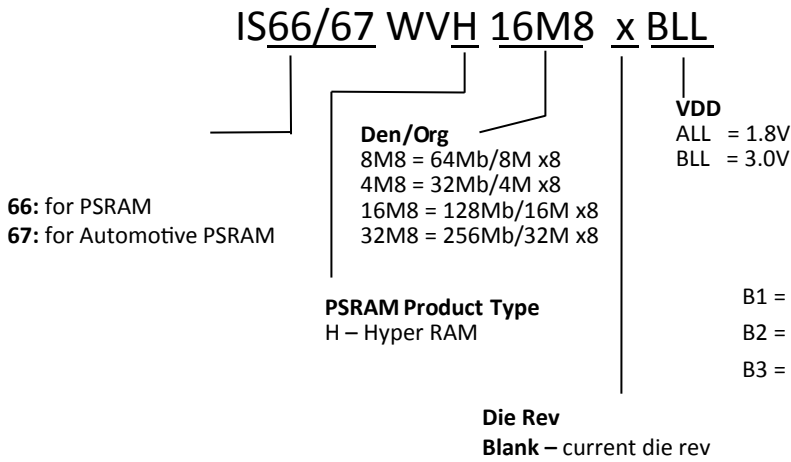 IS66/67 WVH 16M8 x BLL
VDD
ALL = 1.8V
BLL = 3.0V
Den/Org
8M8 = 64Mb/8M x8
4M8 = 32Mb/4M x8
16M8 = 128Mb/16M x8
32M8 = 256Mb/32M x8
66: for PSRAM
67: for Automotive PSRAM
PSRAM Product Type
H – Hyper RAM
B1 =
B2 =
B3 =
Die Rev
Blank – current die rev